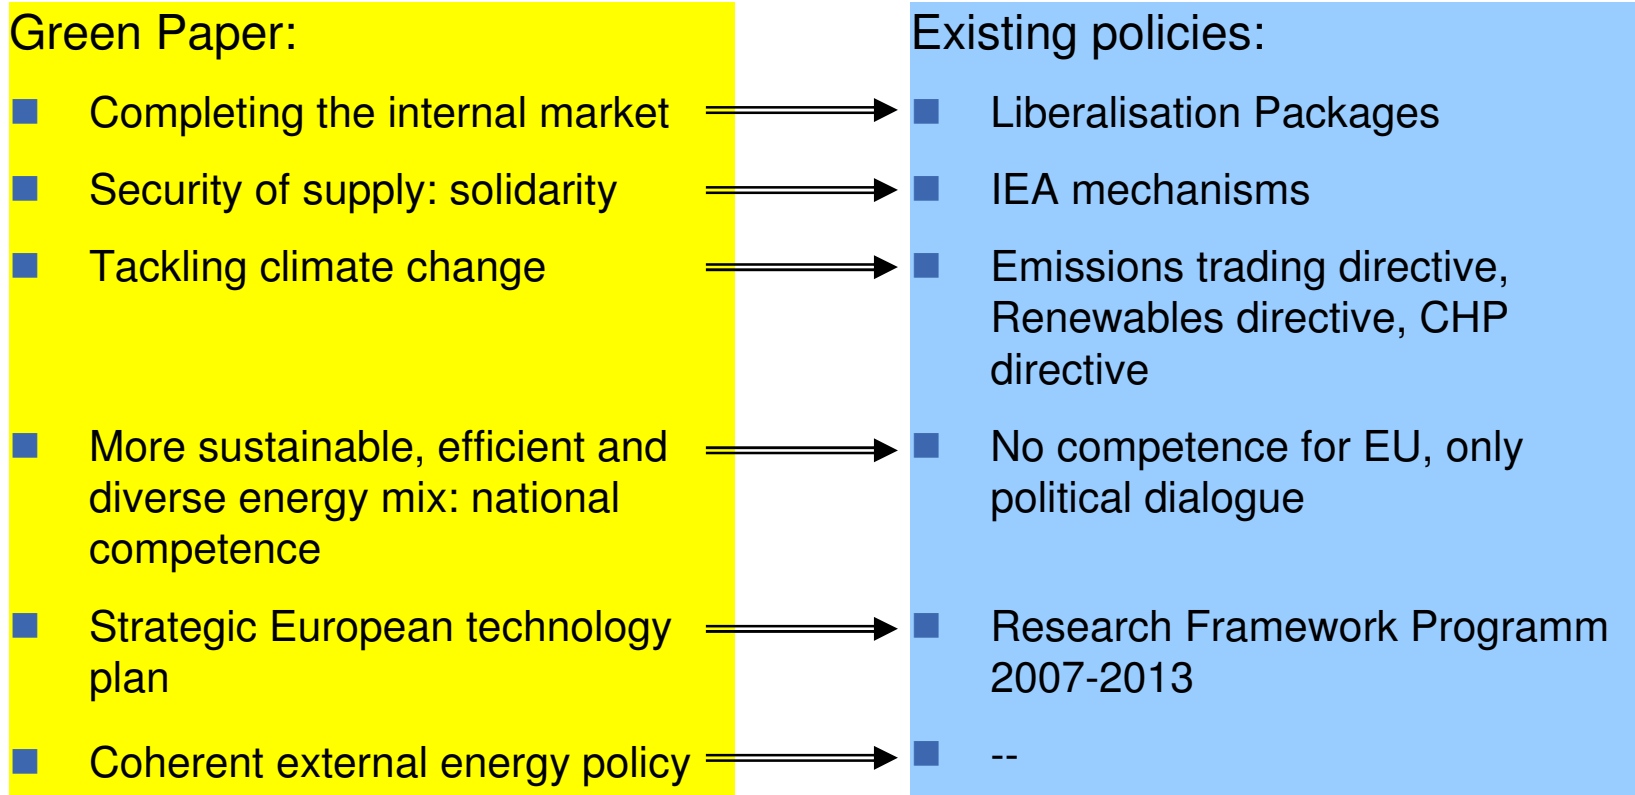 Green Paper:
Completing the internal market
Security of supply: solidarity
Tackling climate change
More sustainable, efficient and
diverse energy mix: national
competence
Strategic European technology
plan
Coherent external energy policy
Existing policies:
Liberalisation Packages
IEA mechanisms
Emissions trading directive,
Renewables directive, CHP
directive
No competence for EU, only
political dialogue
Research Framework Programm
2007-2013
--